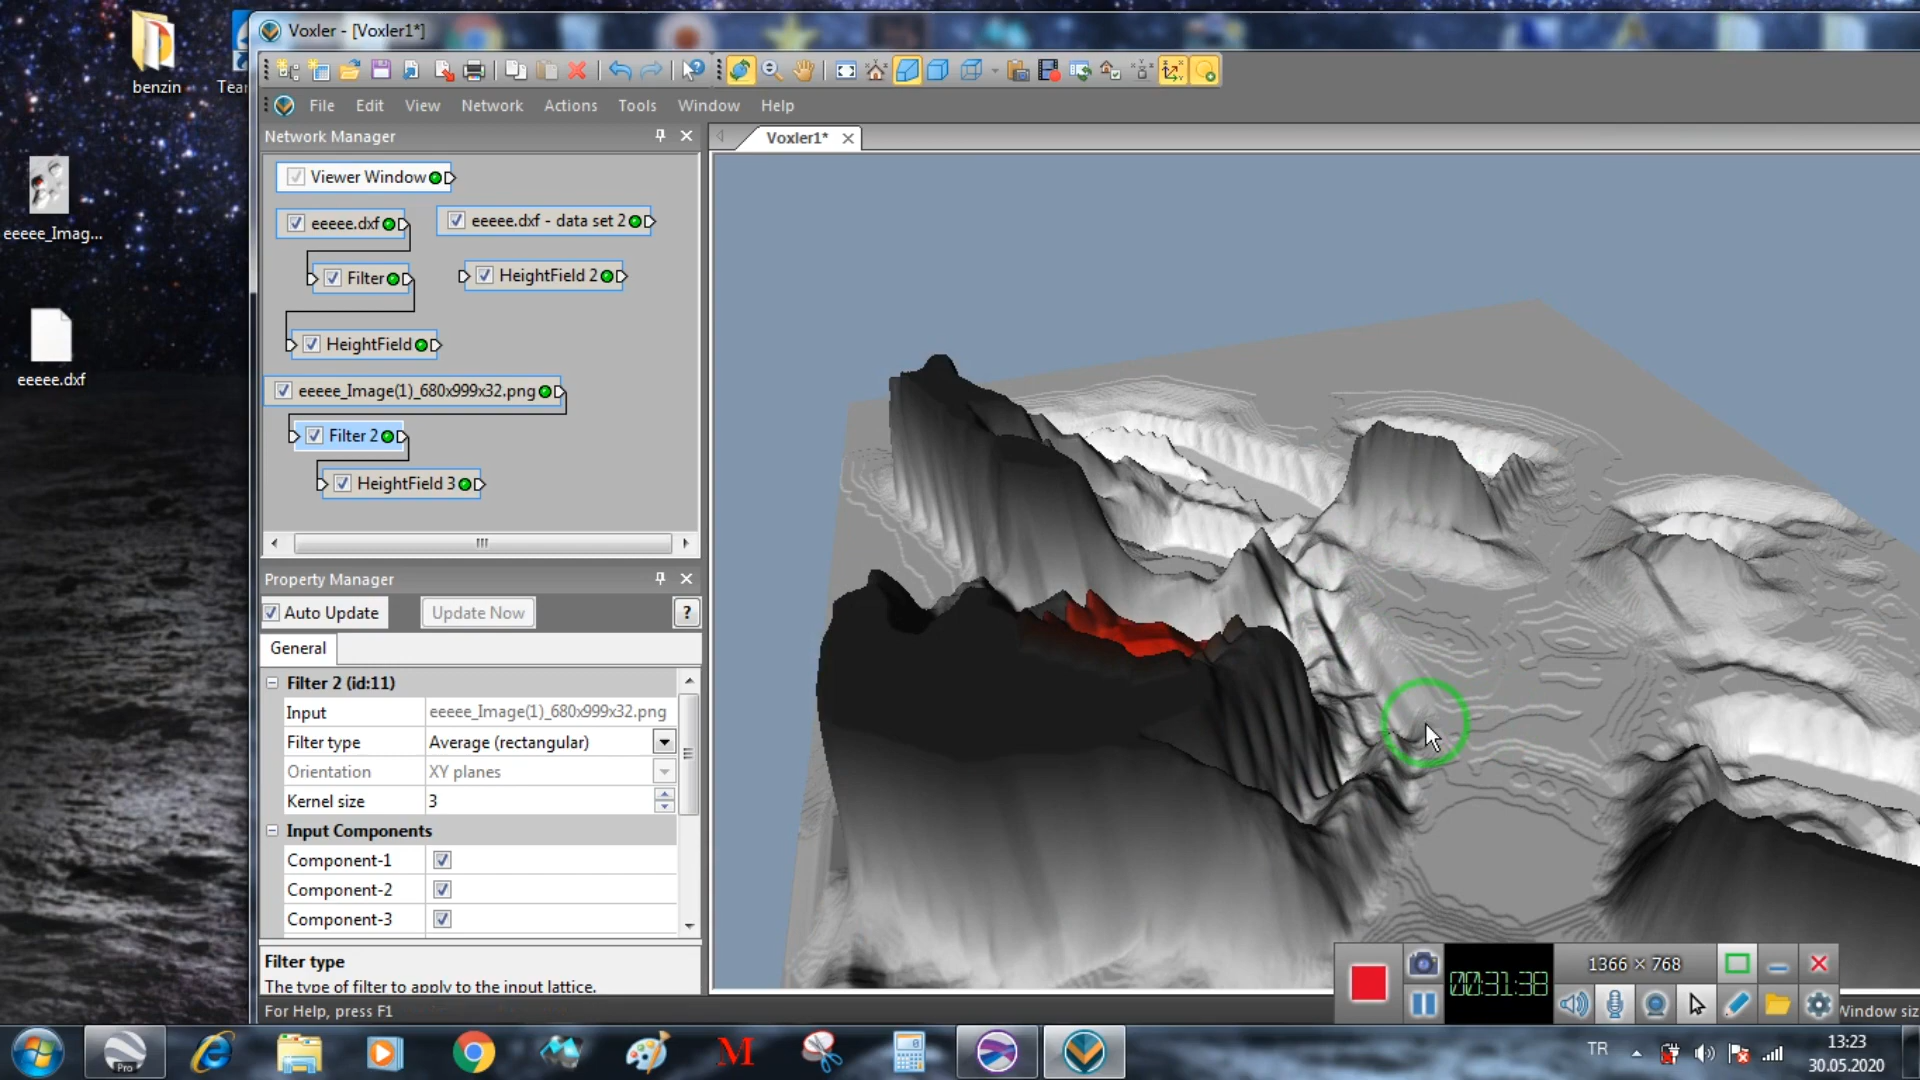 benzin
Tear
eeeee_Imag...
eeeee.dxf
Voxler - [Voxler1*]
File Edit View Network Actions Tools Window Help
Network Manager
Voxler1*
Viewer Window
eeeee.dxf
eeeee.dxf - data set 2
Filter
HeightField 2
HeightField
eeeee_Image(1)_680x999x32.png
Filter 2
HeightField 3
Property Manager
Auto Update
Update Now
?
General
Filter 2 (id:11)
Input eeeee_Image(1)_680x999x32.png
Filter type Average (rectangular)
Orientation XY planes
Kernel size 3
Input Components
Component-1
Component-2
Component-3
Filter type
The type of filter to apply to the input lattice.
For Help, press F1
00:31:38
1366 × 768
Window siz
Pro
M
TR
13:23
30.05.2020